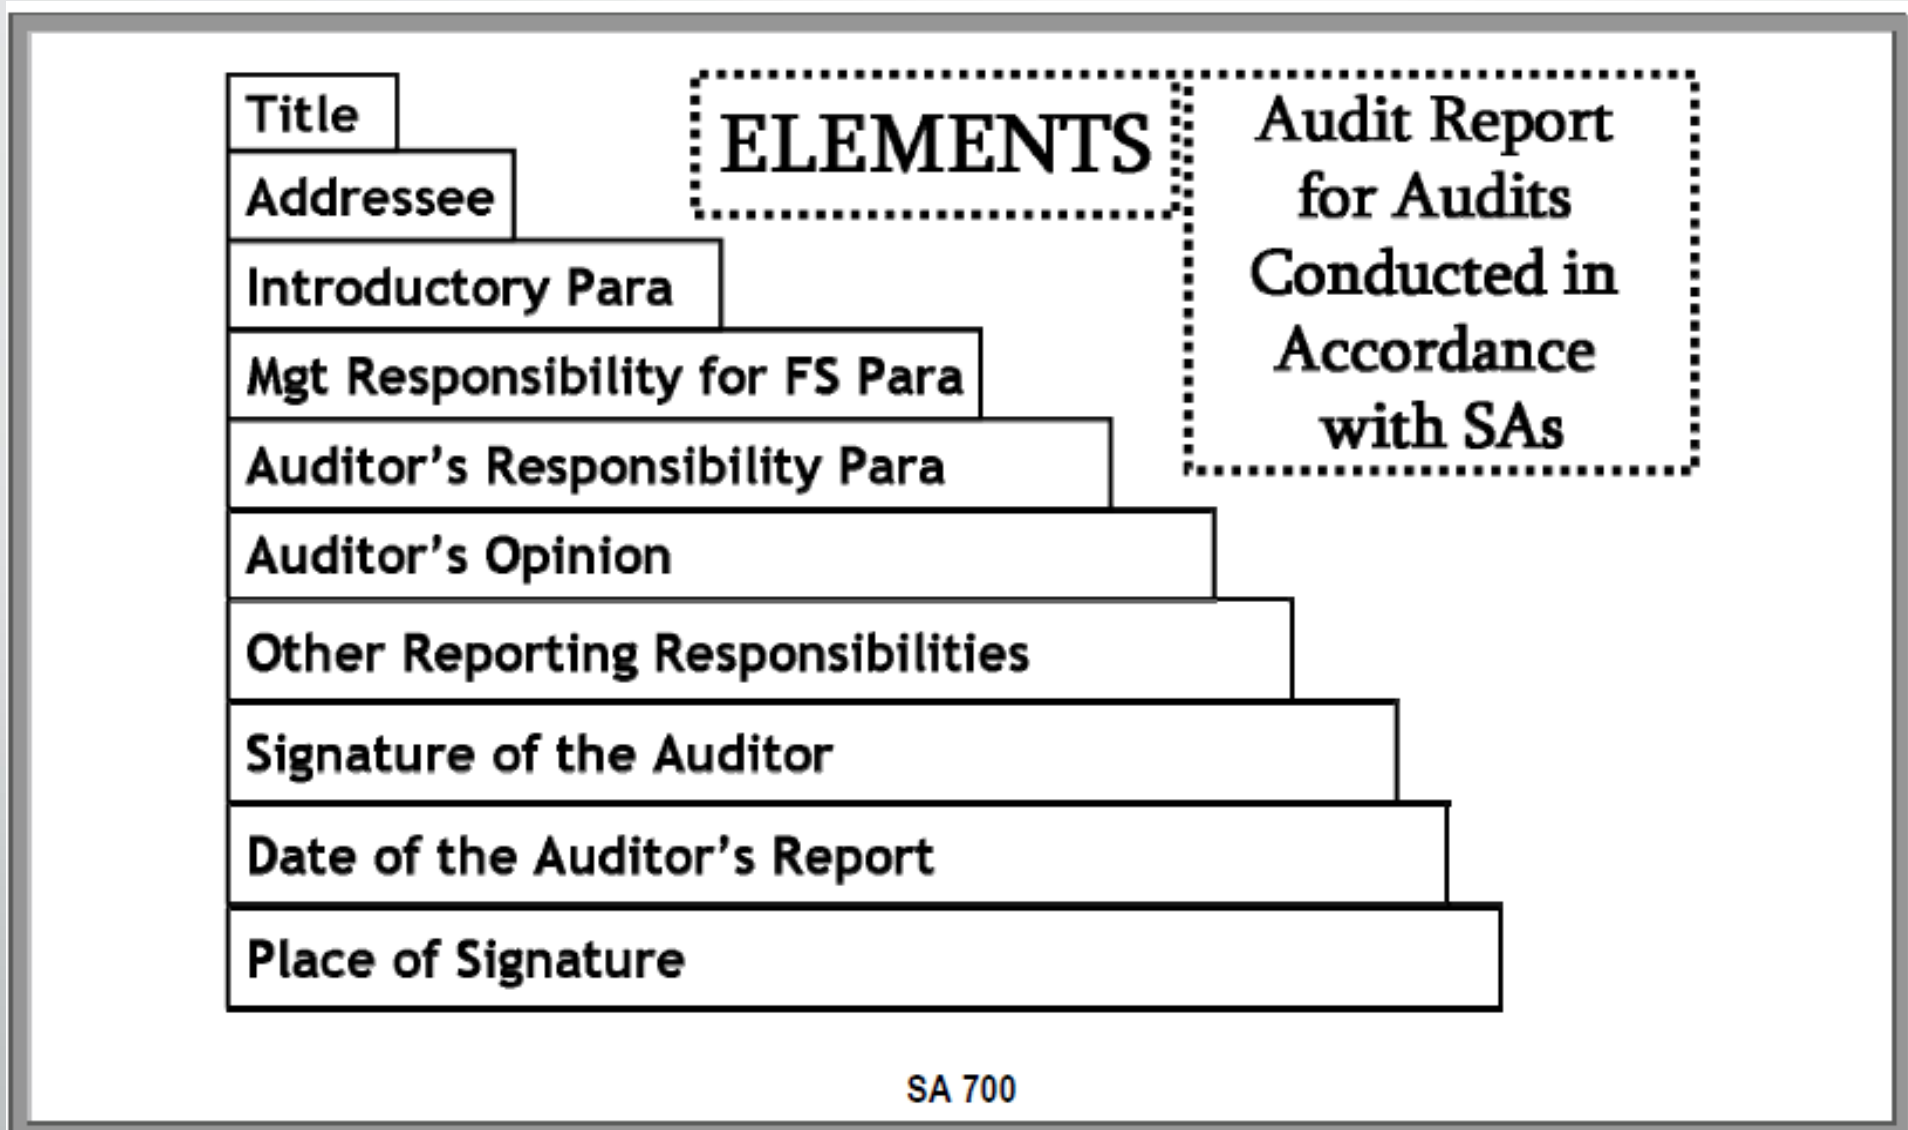 Title
Addressee
Introductory Para
Mgt Responsibility for FS Para
Auditor’s Responsibility Para
Auditor’s Opinion
Other Reporting Responsibilities
Signature of the Auditor
Date of the Auditor’s Report
Place of Signature
ELEMENTS
Audit Report
for Audits
Conducted in
Accordance
with SAs
SA 700